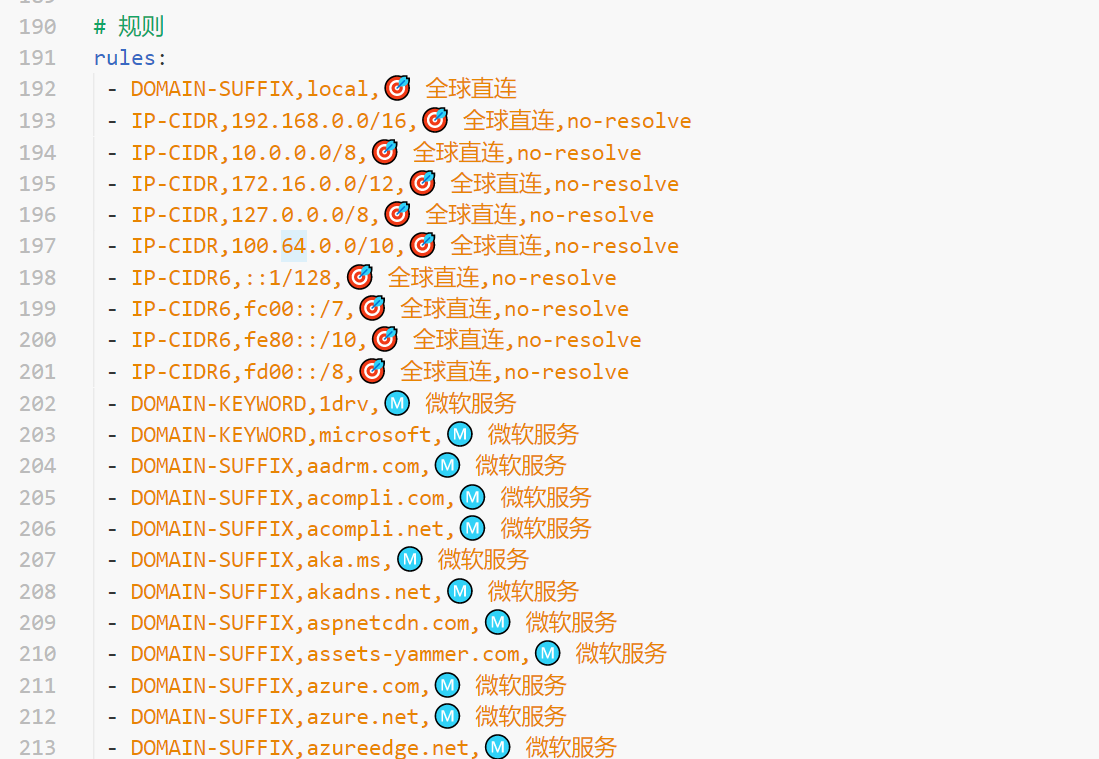 190 # 规则
191 rules:
192 - DOMAIN-SUFFIX,local,🎯 全球直连
193 - IP-CIDR,192.168.0.0/16,🎯 全球直连,no-resolve
194 - IP-CIDR,10.0.0.0/8,🎯 全球直连,no-resolve
195 - IP-CIDR,172.16.0.0/12,🎯 全球直连,no-resolve
196 - IP-CIDR,127.0.0.0/8,🎯 全球直连,no-resolve
197 - IP-CIDR,100.64.0.0/10,🎯 全球直连,no-resolve
198 - IP-CIDR6,::1/128,🎯 全球直连,no-resolve
199 - IP-CIDR6,fc00::/7,🎯 全球直连,no-resolve
200 - IP-CIDR6,fe80::/10,🎯 全球直连,no-resolve
201 - IP-CIDR6,fd00::/8,🎯 全球直连,no-resolve
202 - DOMAIN-KEYWORD,1drv,Ⓜ️ 微软服务
203 - DOMAIN-KEYWORD,microsoft,Ⓜ️ 微软服务
204 - DOMAIN-SUFFIX,aadrm.com,Ⓜ️ 微软服务
205 - DOMAIN-SUFFIX,acompli.com,Ⓜ️ 微软服务
206 - DOMAIN-SUFFIX,acompli.net,Ⓜ️ 微软服务
207 - DOMAIN-SUFFIX,aka.ms,Ⓜ️ 微软服务
208 - DOMAIN-SUFFIX,akadns.net,Ⓜ️ 微软服务
209 - DOMAIN-SUFFIX,aspnetcdn.com,Ⓜ️ 微软服务
210 - DOMAIN-SUFFIX,assets-yammer.com,Ⓜ️ 微软服务
211 - DOMAIN-SUFFIX,azure.com,Ⓜ️ 微软服务
212 - DOMAIN-SUFFIX,azure.net,Ⓜ️ 微软服务
213 - DOMAIN-SUFFIX,azureedge.net,Ⓜ️ 微软服务